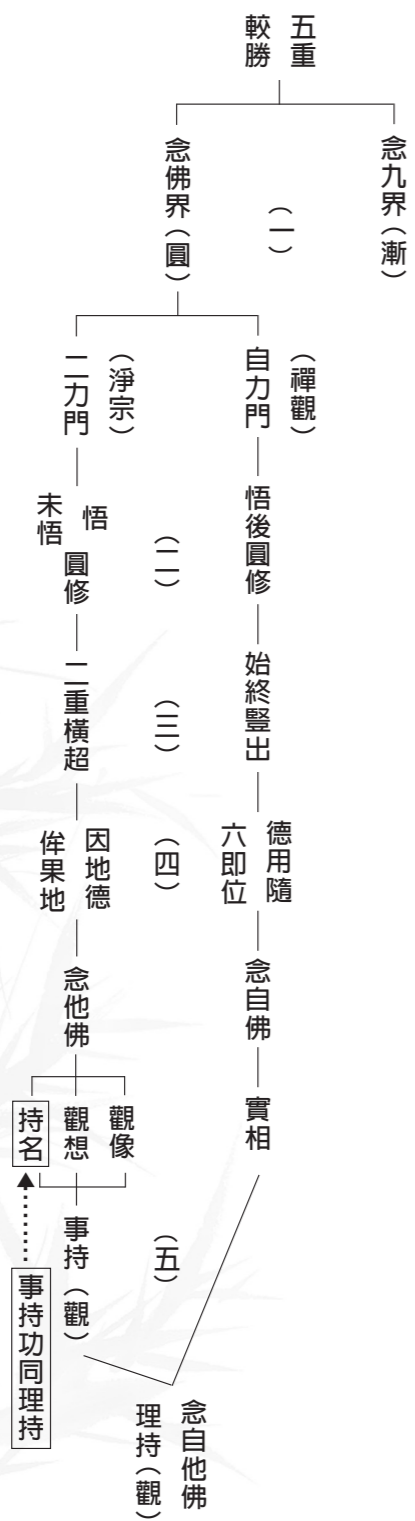 五重
較勝
念九界（漸）
（一）
念佛界（圓）
（禪觀）
自力門
悟後圓修
始終豎出
德用隨
六即位
念自佛
實相
（二）
（三）
（四）
（五）
（淨宗）
二力門
悟
未悟
圓修
二重橫超
因地德
侔果地
念他佛
觀像
觀想
持名
事持（觀）
事持功同理持
念自他佛
理持（觀）